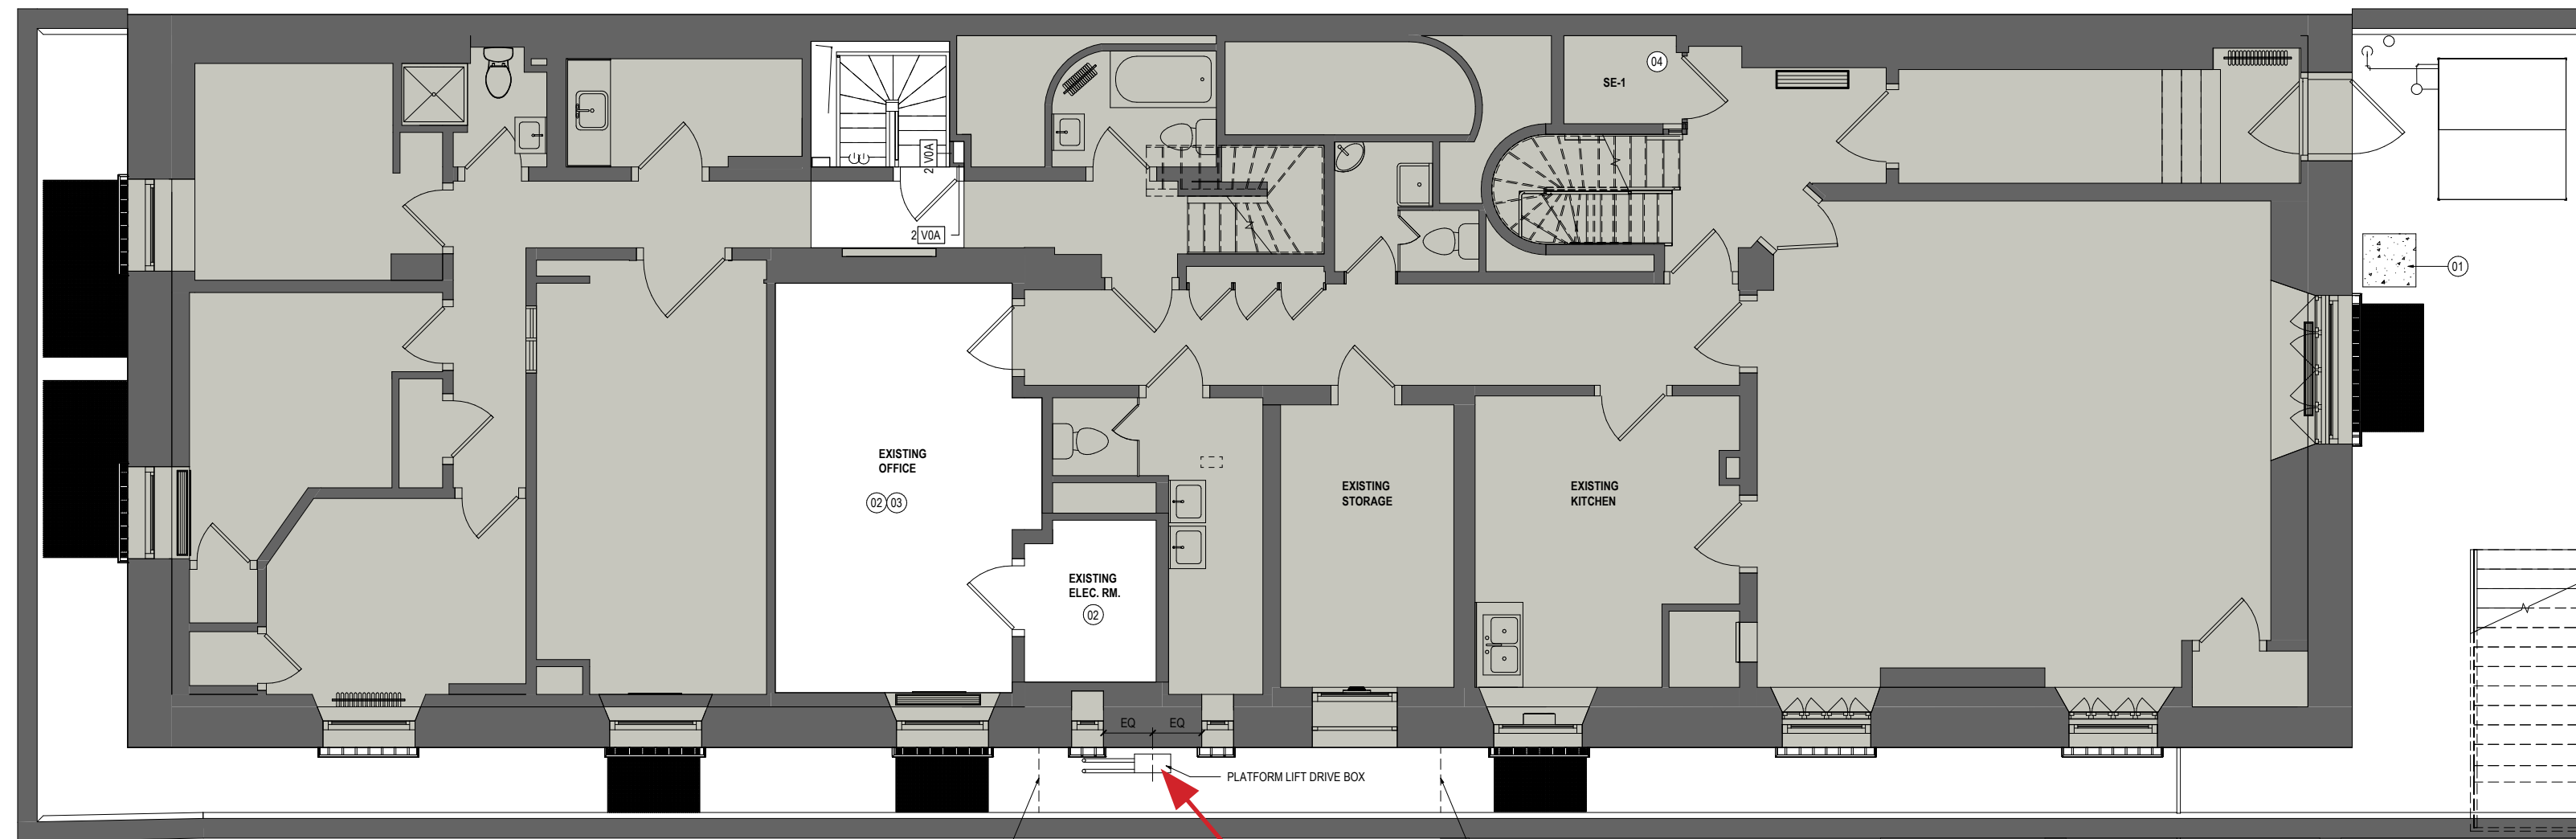 04
SE-1
2 V0A
2 V0A
01
EXISTING
OFFICE
02 03
EXISTING
STORAGE
EXISTING
KITCHEN
EXISTING
ELEC. RM.
02
EQ EQ
PLATFORM LIFT DRIVE BOX